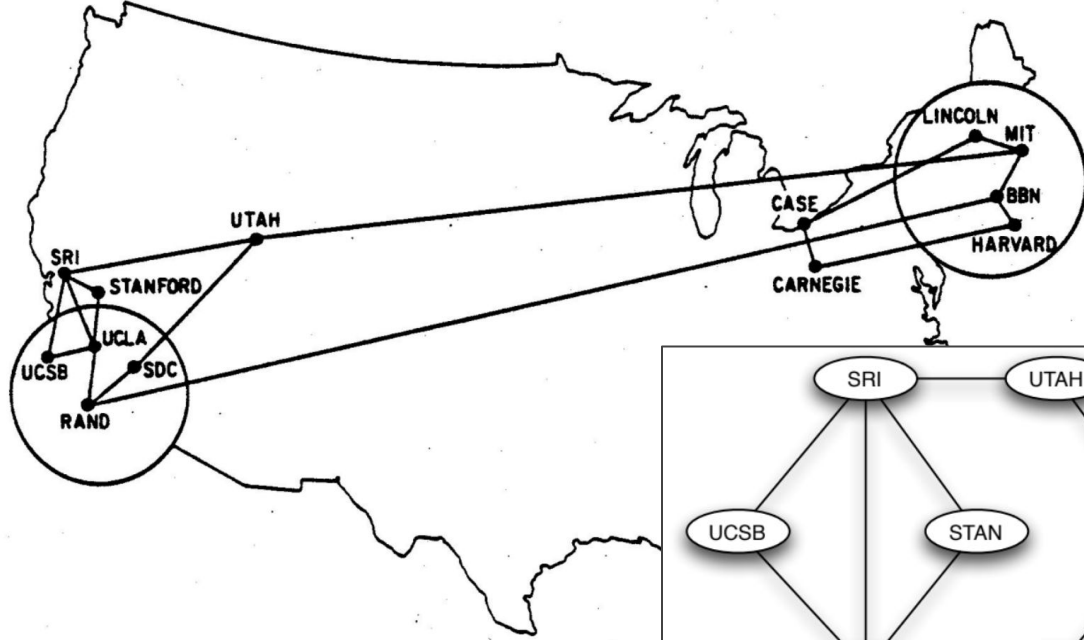 LINCOLN
MIT
BBN
CASE
HARVARD
CARNEGIE
UTAH
SRI
STANFORD
UCLA
UCSB
SDC
RAND
SRI
UTAH
UCSB
STAN